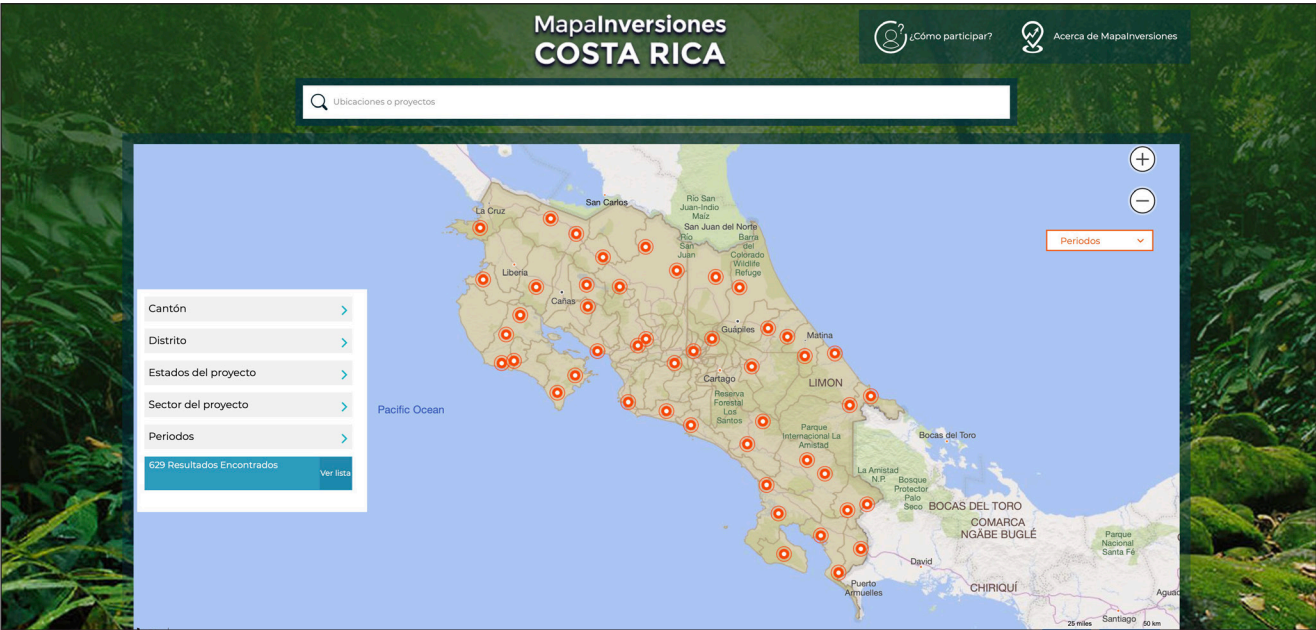 MapaInversiones
COSTA RICA
¿Cómo participar?
Acerca de MapaInversiones
Ubicaciones o proyectos
Periodos
Cantón
Distrito
Estados del proyecto
Sector del proyecto
Periodos
629 Resultados Encontrados
Ver lista
La Cruz
San Carlos
Río San
Juan-Indio
Maíz
San Juan del Norte
Río
San
Juan
Barra
del
Colorado
Wildlife
Refuge
Liberia
Cañas
Guápiles
Matina
Cartago
LIMON
Reserva
Forestal
Los
Santos
Parque
Internacional La
Amistad
Pacific Ocean
Bocas del Toro
La Amistad
N.P.
Bosque
Protector
Palo
Seco
BOCAS DEL TORO
COMARCA
NGÄBE BUGLÉ
Parque
Nacional
Santa Fé
David
Puerto
Armuelles
CHIRIQUÍ
Aguad
Santiago
25 miles
50 km